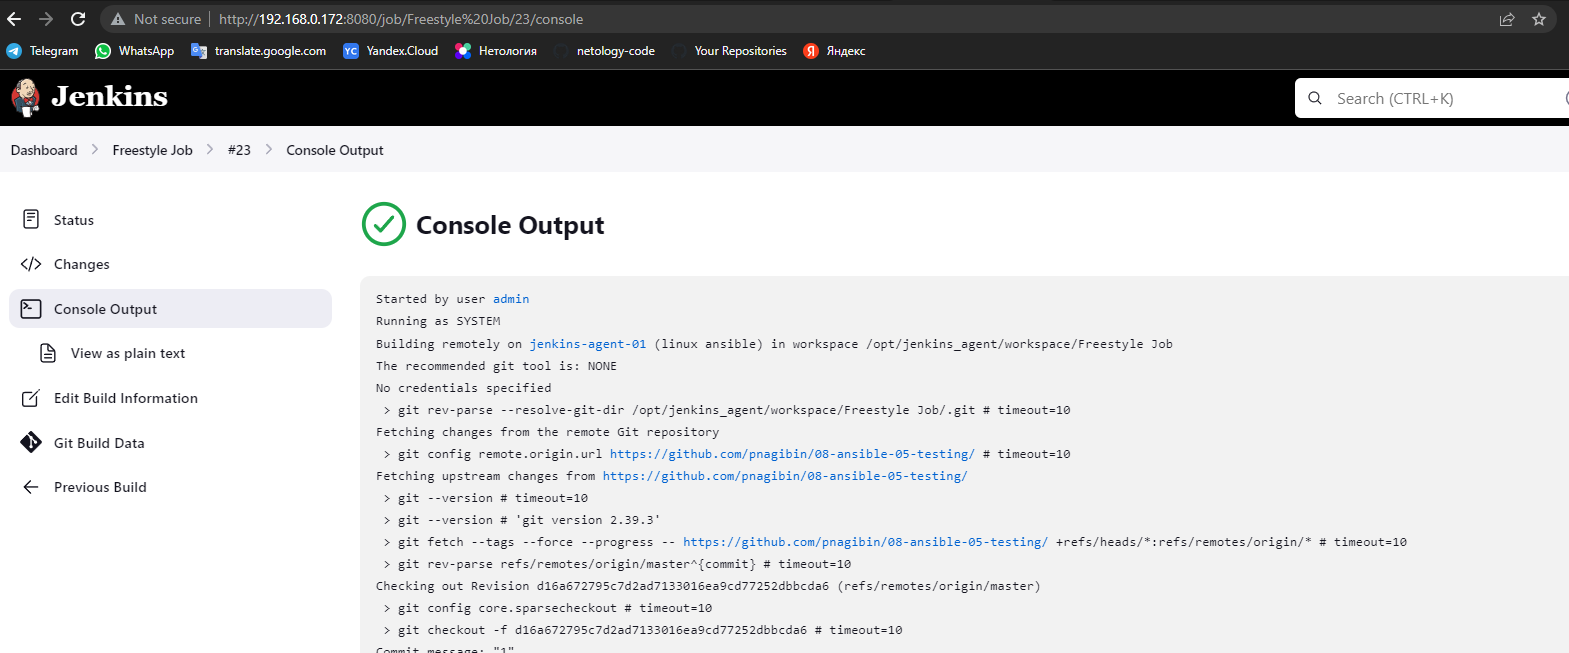 Not secure http://192.168.0.172:8080/job/Freestyle%20Job/23/console
Telegram WhatsApp translate.google.com YC Yandex.Cloud Нетология netology-code Your Repositories Я Яндекс
Jenkins
Search (CTRL+K)
Dashboard Freestyle Job #23 Console Output
Status
Changes
Console Output
View as plain text
Edit Build Information
Git Build Data
Previous Build
Console Output
Started by user admin
Running as SYSTEM
Building remotely on jenkins-agent-01 (linux ansible) in workspace /opt/jenkins_agent/workspace/Freestyle Job
The recommended git tool is: NONE
No credentials specified
> git rev-parse --resolve-git-dir /opt/jenkins_agent/workspace/Freestyle Job/.git # timeout=10
Fetching changes from the remote Git repository
> git config remote.origin.url https://github.com/pnagibin/08-ansible-05-testing/ # timeout=10
Fetching upstream changes from https://github.com/pnagibin/08-ansible-05-testing/
> git --version # timeout=10
> git --version # 'git version 2.39.3'
> git fetch --tags --force --progress -- https://github.com/pnagibin/08-ansible-05-testing/ +refs/heads/*:refs/remotes/origin/* # timeout=10
> git rev-parse refs/remotes/origin/master^{commit} # timeout=10
Checking out Revision d16a672795c7d2ad7133016ea9cd77252dbbcda6 (refs/remotes/origin/master)
> git config core.sparsecheckout # timeout=10
> git checkout -f d16a672795c7d2ad7133016ea9cd77252dbbcda6 # timeout=10
Commit message: "1"